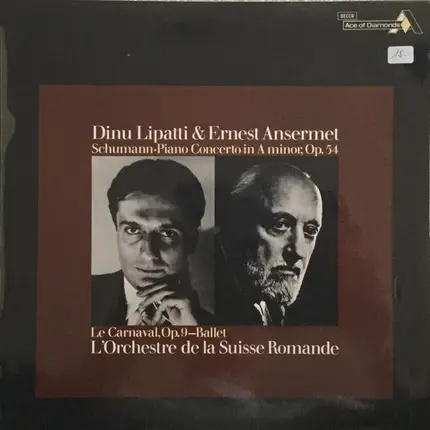 DECCA
Ace of Diamonds
15.-
Dinu Lipatti & Ernest Ansermet
Schumann·Piano Concerto in A minor, Op. 54
Le Carnaval, Op. 9–Ballet
L'Orchestre de la Suisse Romande